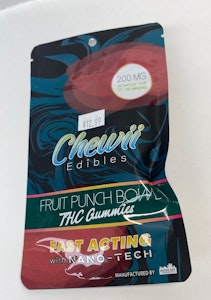 200 MG
$12.99
Chewii
Edibles
FRUIT PUNCH BOWL
THC Gummies
FAST ACTING
with NANO-TECH
MANUFACTURED BY